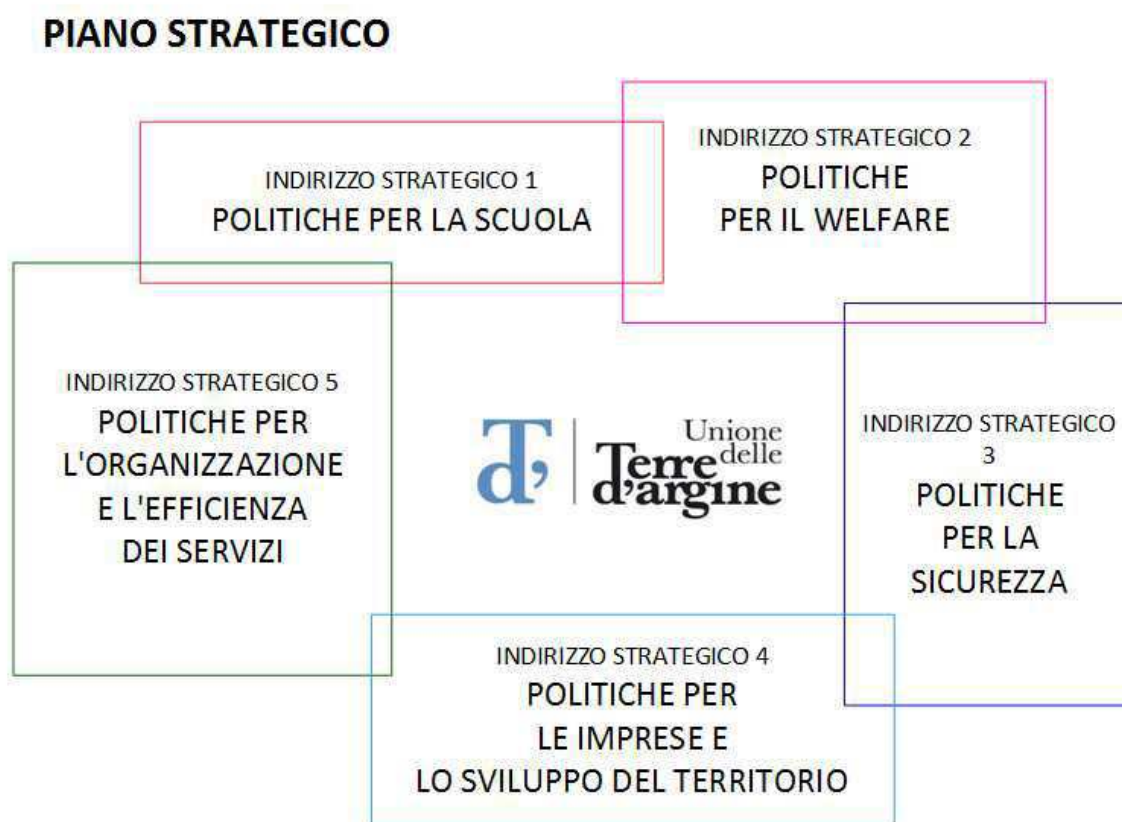 PIANO STRATEGICO
INDIRIZZO STRATEGICO 1
POLITICHE PER LA SCUOLA
INDIRIZZO STRATEGICO 2
POLITICHE
PER IL WELFARE
INDIRIZZO STRATEGICO
3
POLITICHE
PER LA
SICUREZZA
INDIRIZZO STRATEGICO 4
POLITICHE PER
LE IMPRESE E
LO SVILUPPO DEL TERRITORIO
INDIRIZZO STRATEGICO 5
POLITICHE PER
L'ORGANIZZAZIONE
E L'EFFICIENZA
DEI SERVIZI
Td'
Unione
delle
Terre
d'argine